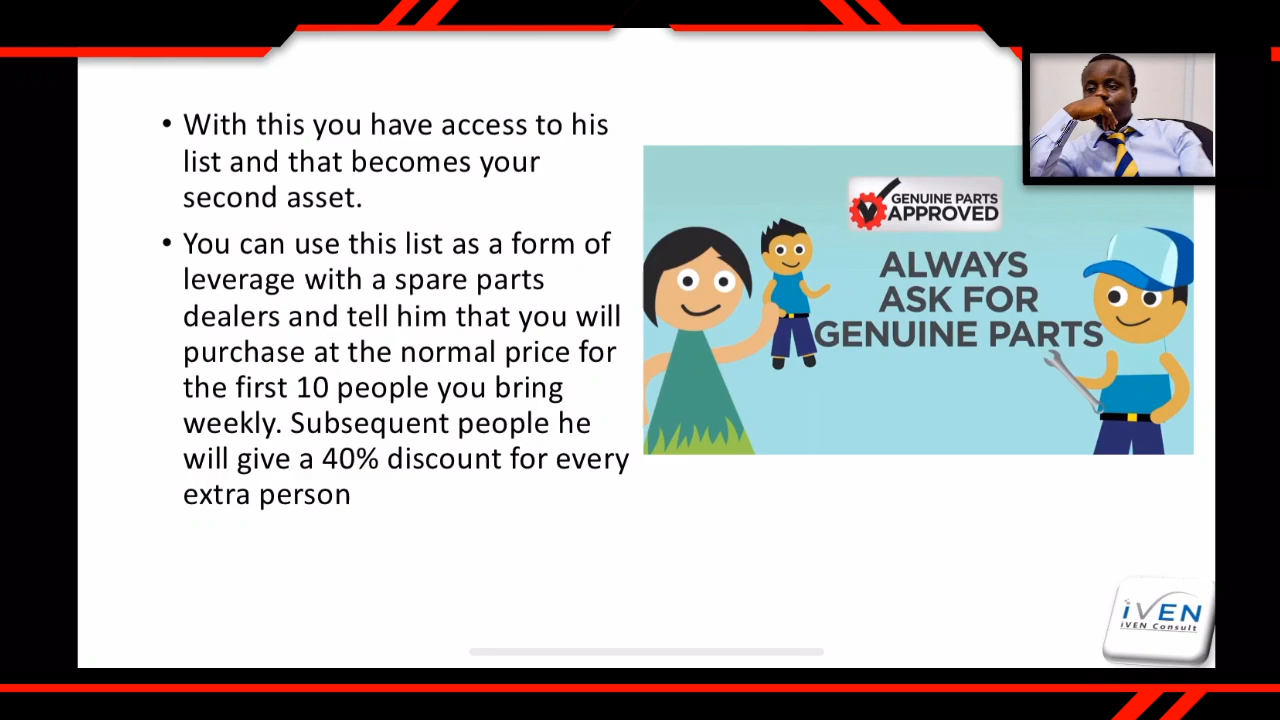 • With this you have access to his
list and that becomes your
second asset.
• You can use this list as a form of
leverage with a spare parts
dealers and tell him that you will
purchase at the normal price for
the first 10 people you bring
weekly. Subsequent people he
will give a 40% discount for every
extra person
GENUINE PARTS
APPROVED
ALWAYS
ASK FOR
GENUINE PARTS
iVEN
iVEN Consult